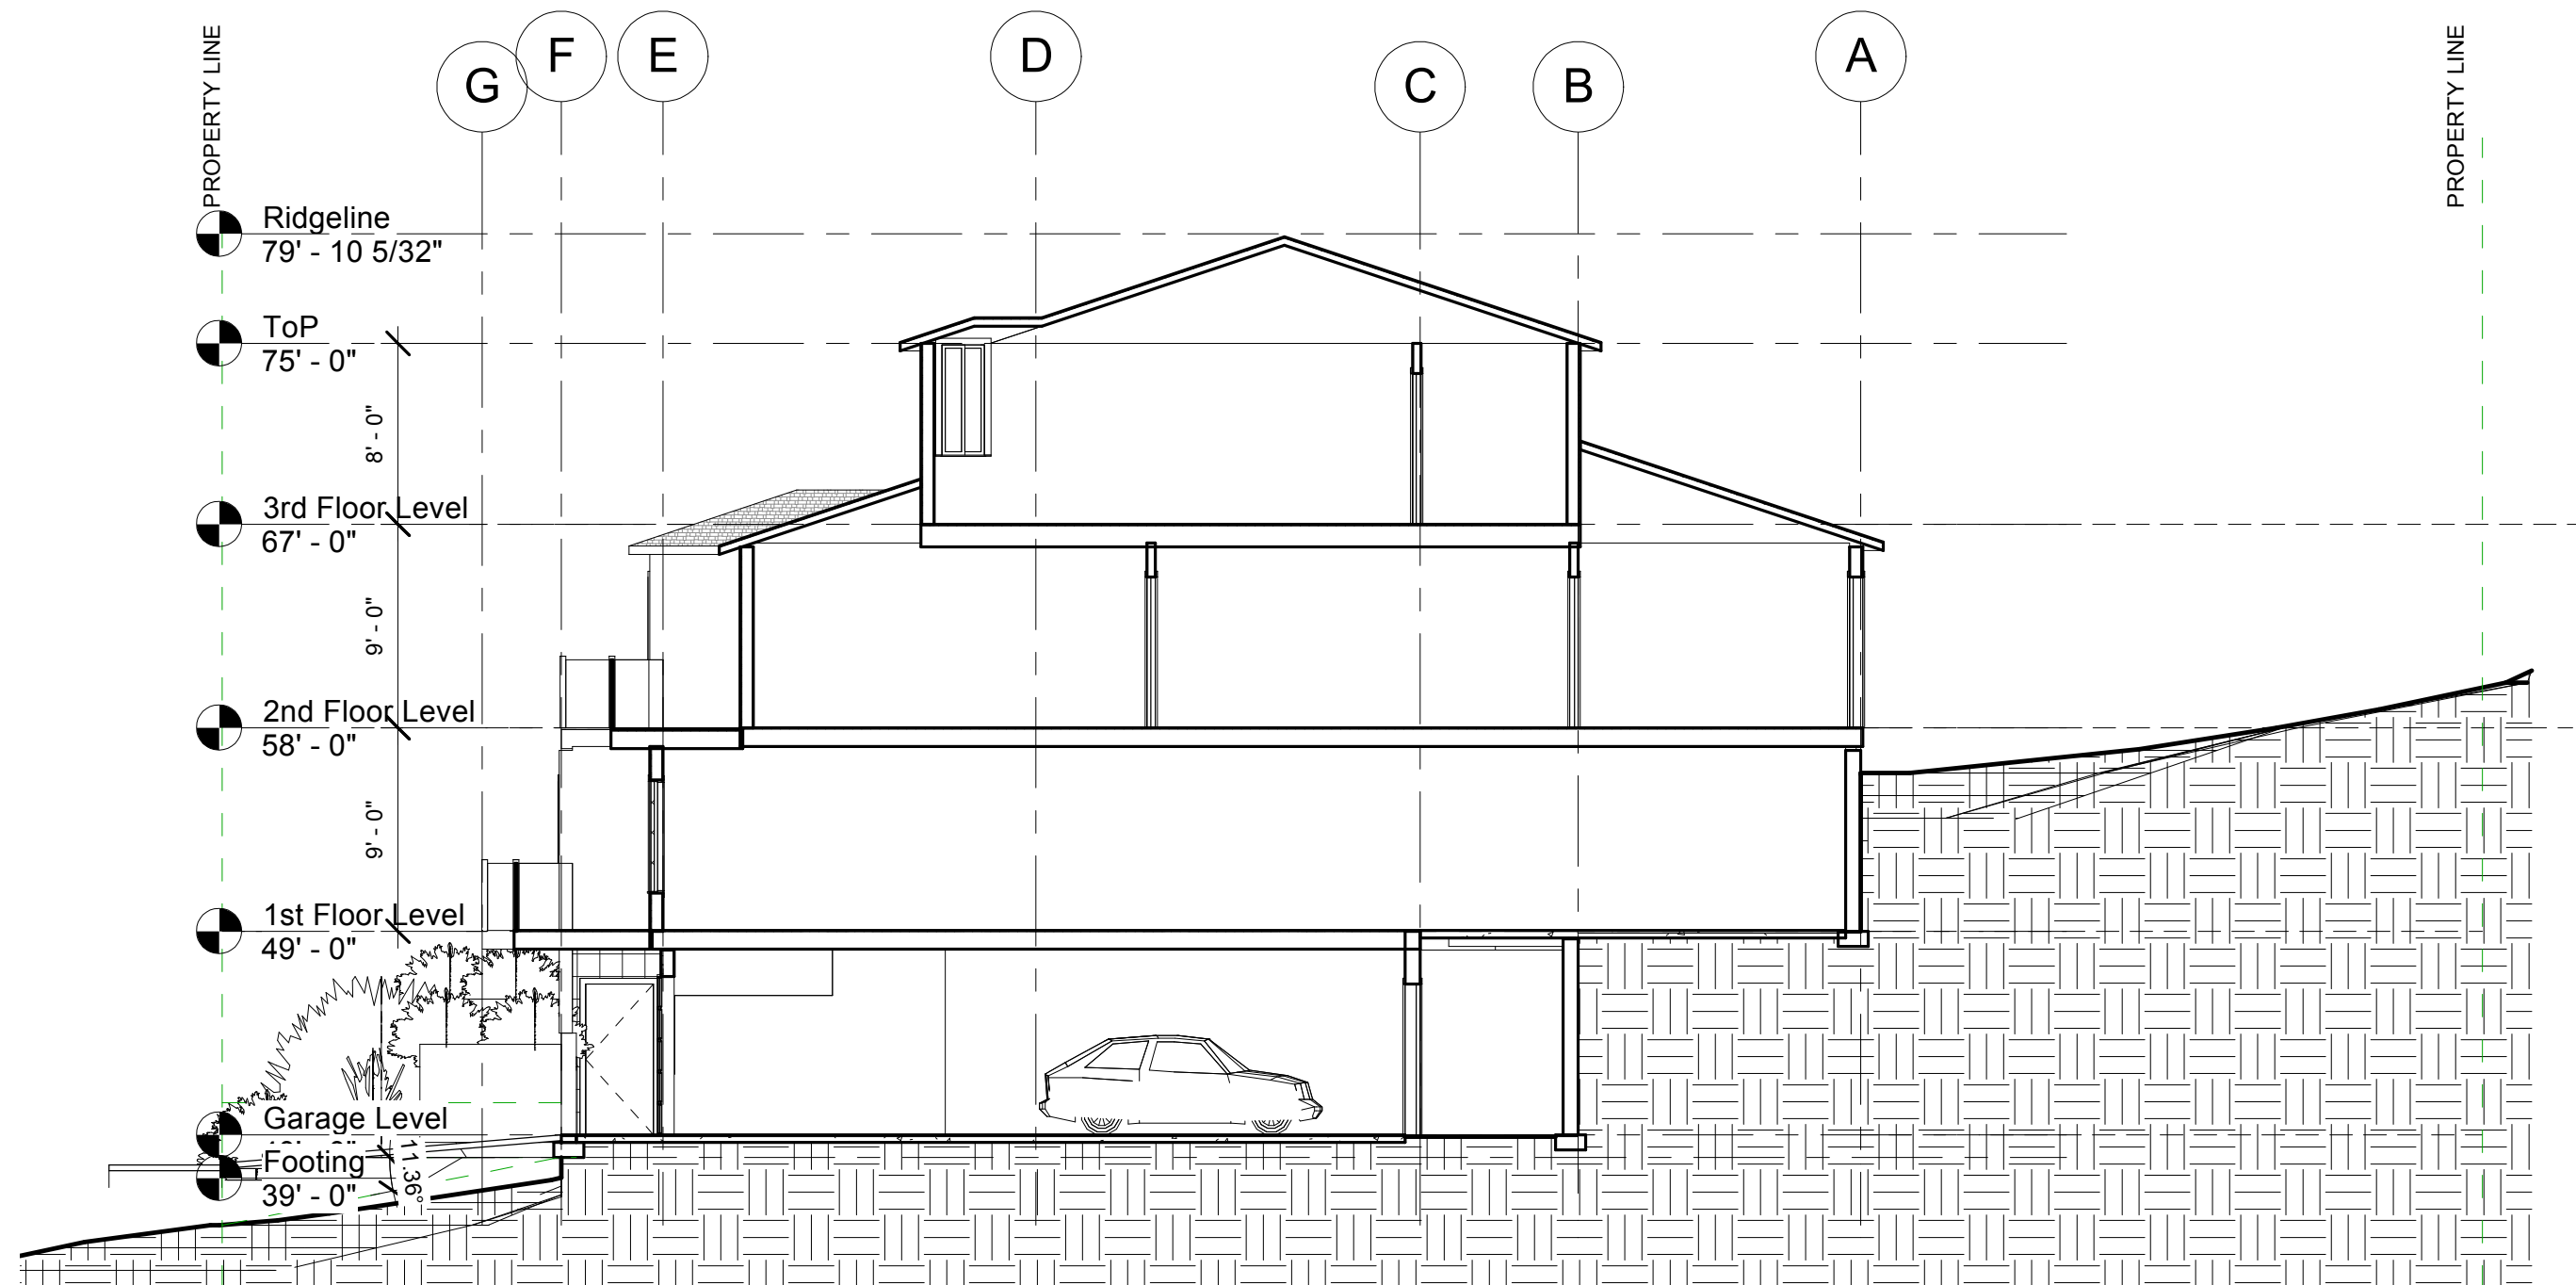 PROPERTY LINE
G
F
E
D
C
B
A
PROPERTY LINE
Ridgeline
79' - 10 5/32"
ToP
75' - 0"
8' - 0"
3rd Floor Level
67' - 0"
9' - 0"
2nd Floor Level
58' - 0"
9' - 0"
1st Floor Level
49' - 0"
Garage Level
Footing
39' - 0"
11.36°